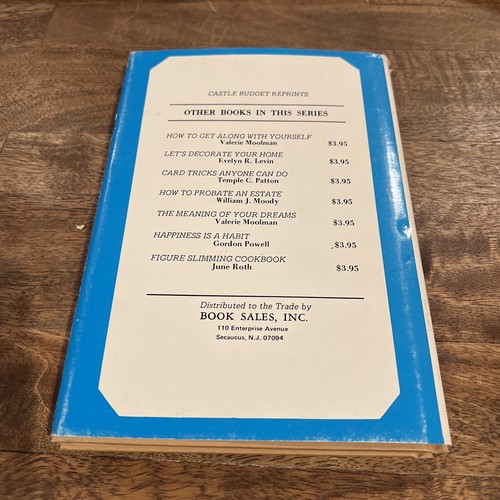 CASTLE BUDGET REPRINTS
OTHER BOOKS IN THIS SERIES
HOW TO GET ALONG WITH YOURSELF
Valerie Moolman $3.95
LET'S DECORATE YOUR HOME
Evelyn R. Levin $3.95
CARD TRICKS ANYONE CAN DO
Temple C. Patton $3.95
HOW TO PROBATE AN ESTATE
William J. Moody $3.95
THE MEANING OF YOUR DREAMS
Valerie Moolman $3.95
HAPPINESS IS A HABIT
Gordon Powell $3.95
FIGURE SLIMMING COOKBOOK
June Roth $3.95
Distributed to the Trade by
BOOK SALES, INC.
110 Enterprise Avenue
Secaucus, N.J. 07094